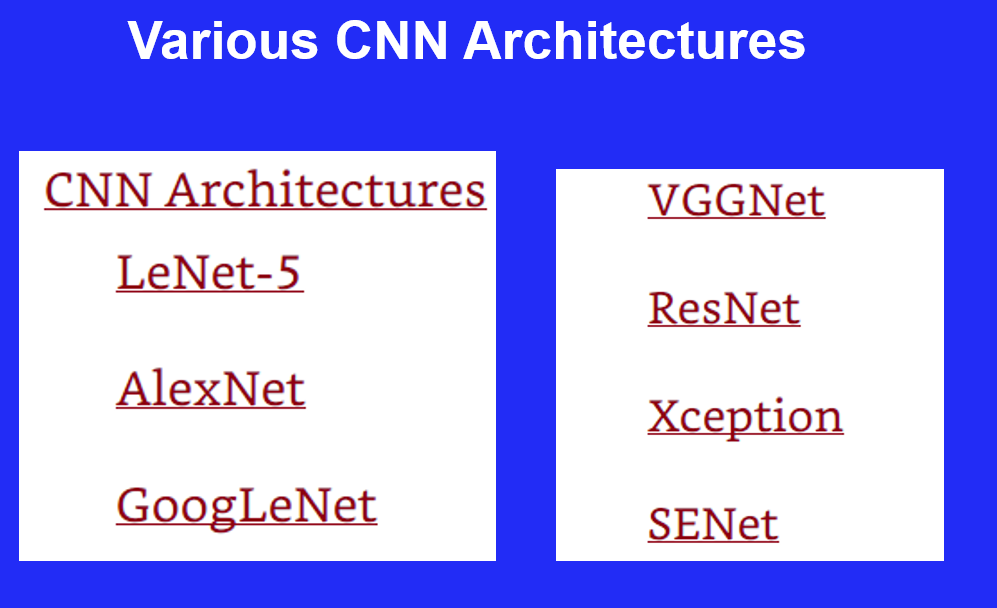 Various CNN Architectures
CNN Architectures
LeNet-5
AlexNet
GoogLeNet
VGGNet
ResNet
Xception
SENet